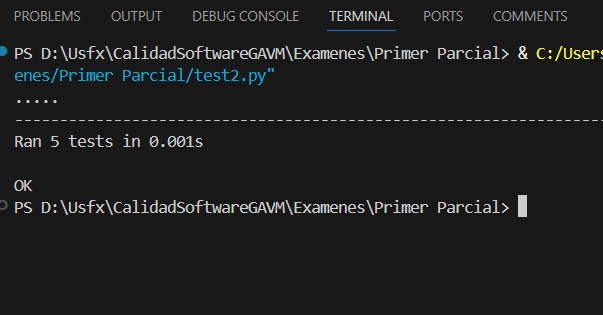 PROBLEMS OUTPUT DEBUG CONSOLE TERMINAL PORTS COMMENTS
PS D:\Usfx\CalidadSoftwareGAVM\Examenes\Primer Parcial> & C:/Users
enes/Primer Parcial/test2.py"
.....
----------------------------------------------------------------------
Ran 5 tests in 0.001s
OK
PS D:\Usfx\CalidadSoftwareGAVM\Examenes\Primer Parcial>